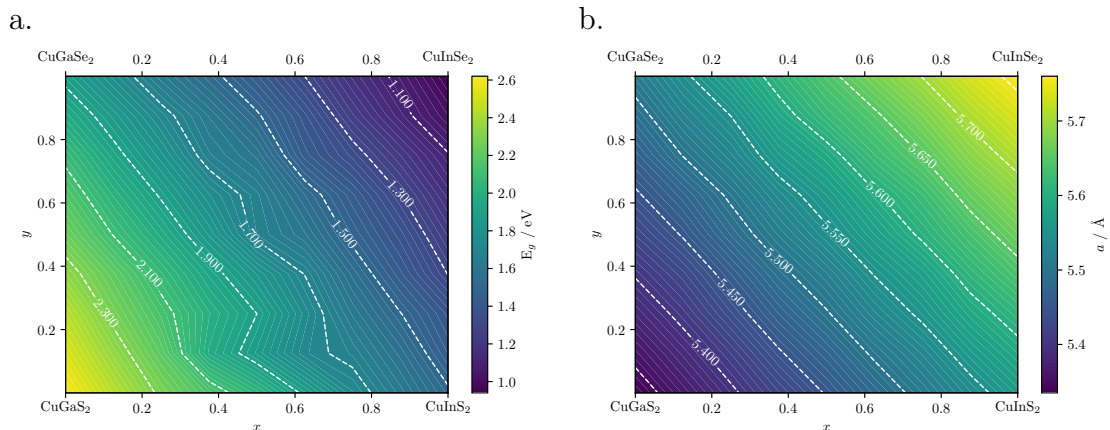 a.
CuGaSe₂ 0.2 0.4 0.6 0.8 CuInSe₂
2.6
2.4
2.2
2.0
1.8
1.6
1.4
1.2
1.0
E_g / eV
0.8
0.6
0.4
0.2
y
1.100
1.300
1.500
1.700
1.900
2.100
2.300
CuGaS₂ 0.2 0.4 0.6 0.8 CuInS₂
x
b.
CuGaSe₂ 0.2 0.4 0.6 0.8 CuInSe₂
5.7
5.6
5.5
5.4
a / Å
0.8
0.6
0.4
0.2
y
5.700
5.650
5.600
5.550
5.500
5.450
5.400
CuGaS₂ 0.2 0.4 0.6 0.8 CuInS₂
x